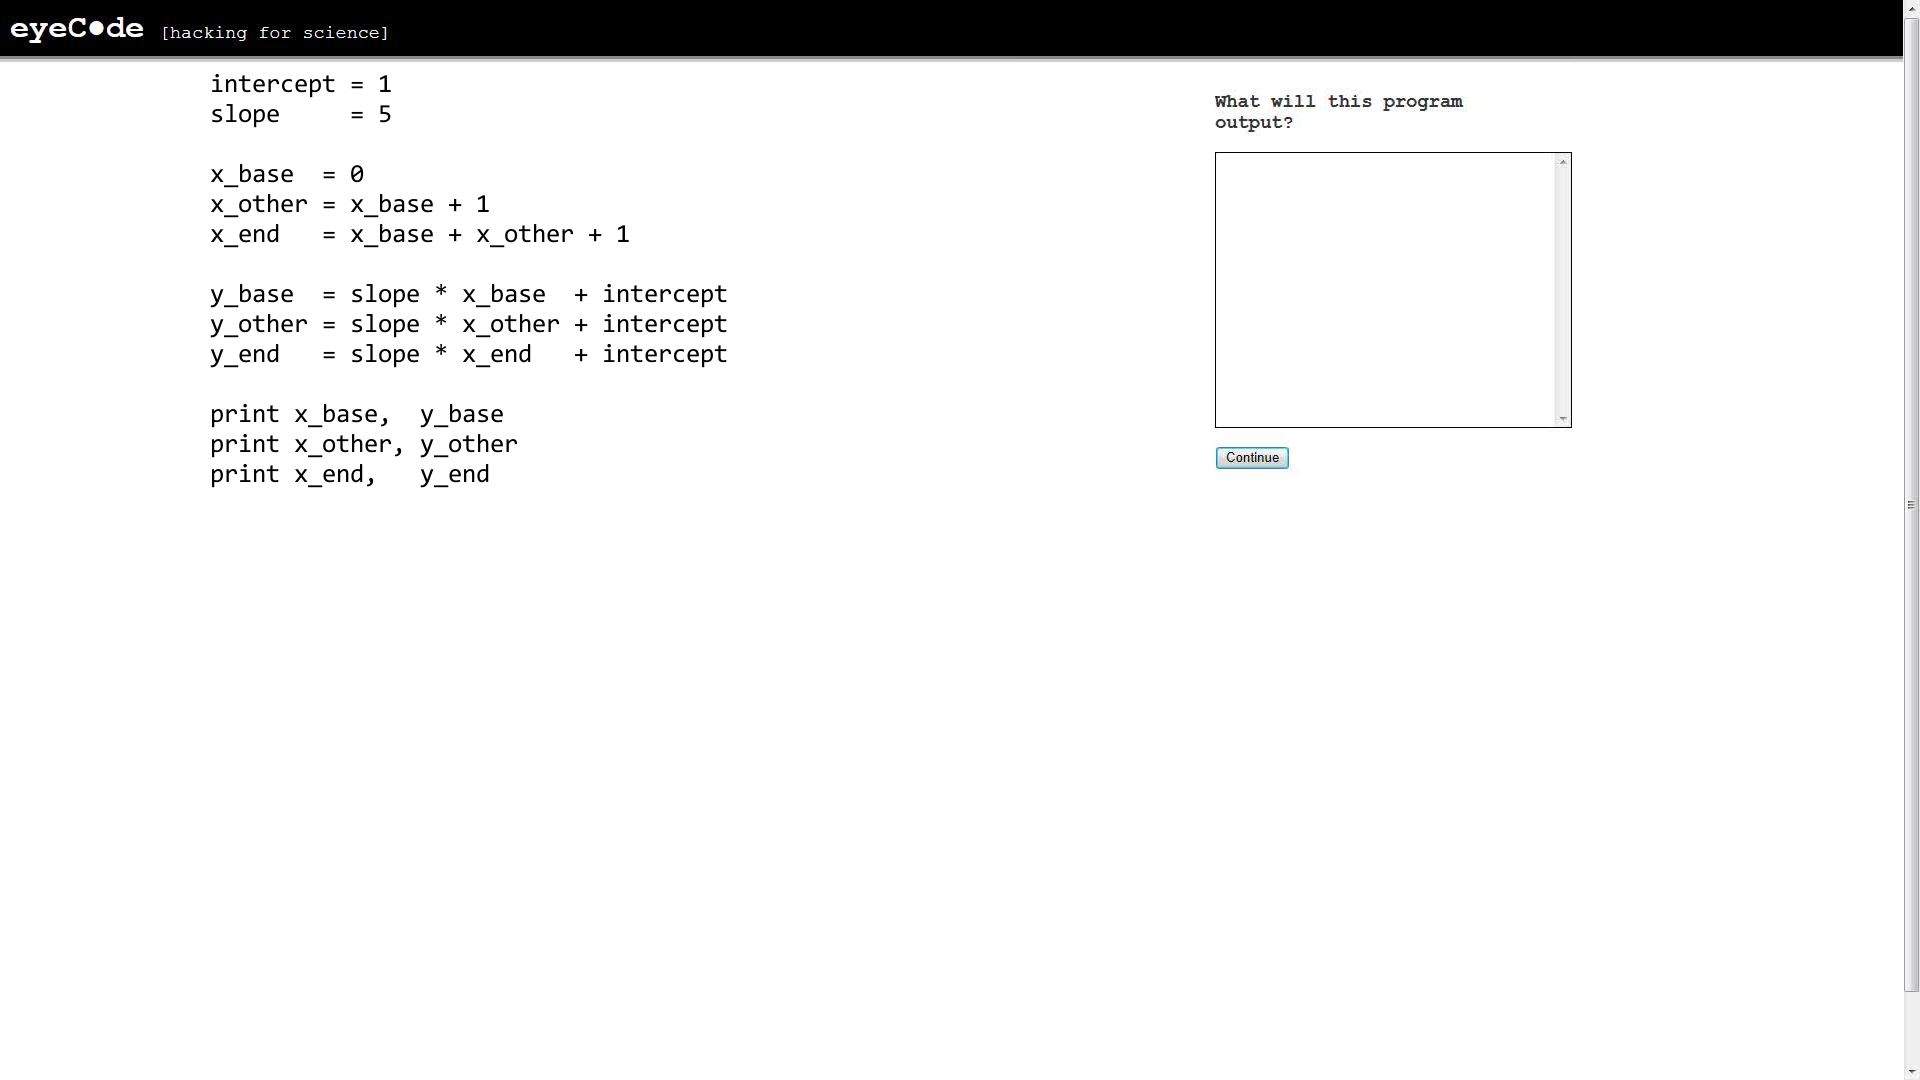 eyeCode [hacking for science]
intercept = 1
slope     = 5
x_base  = 0
x_other = x_base + 1
x_end   = x_base + x_other + 1
y_base  = slope * x_base  + intercept
y_other = slope * x_other + intercept
y_end   = slope * x_end   + intercept
print x_base,  y_base
print x_other, y_other
print x_end,   y_end
What will this program
output?
Continue